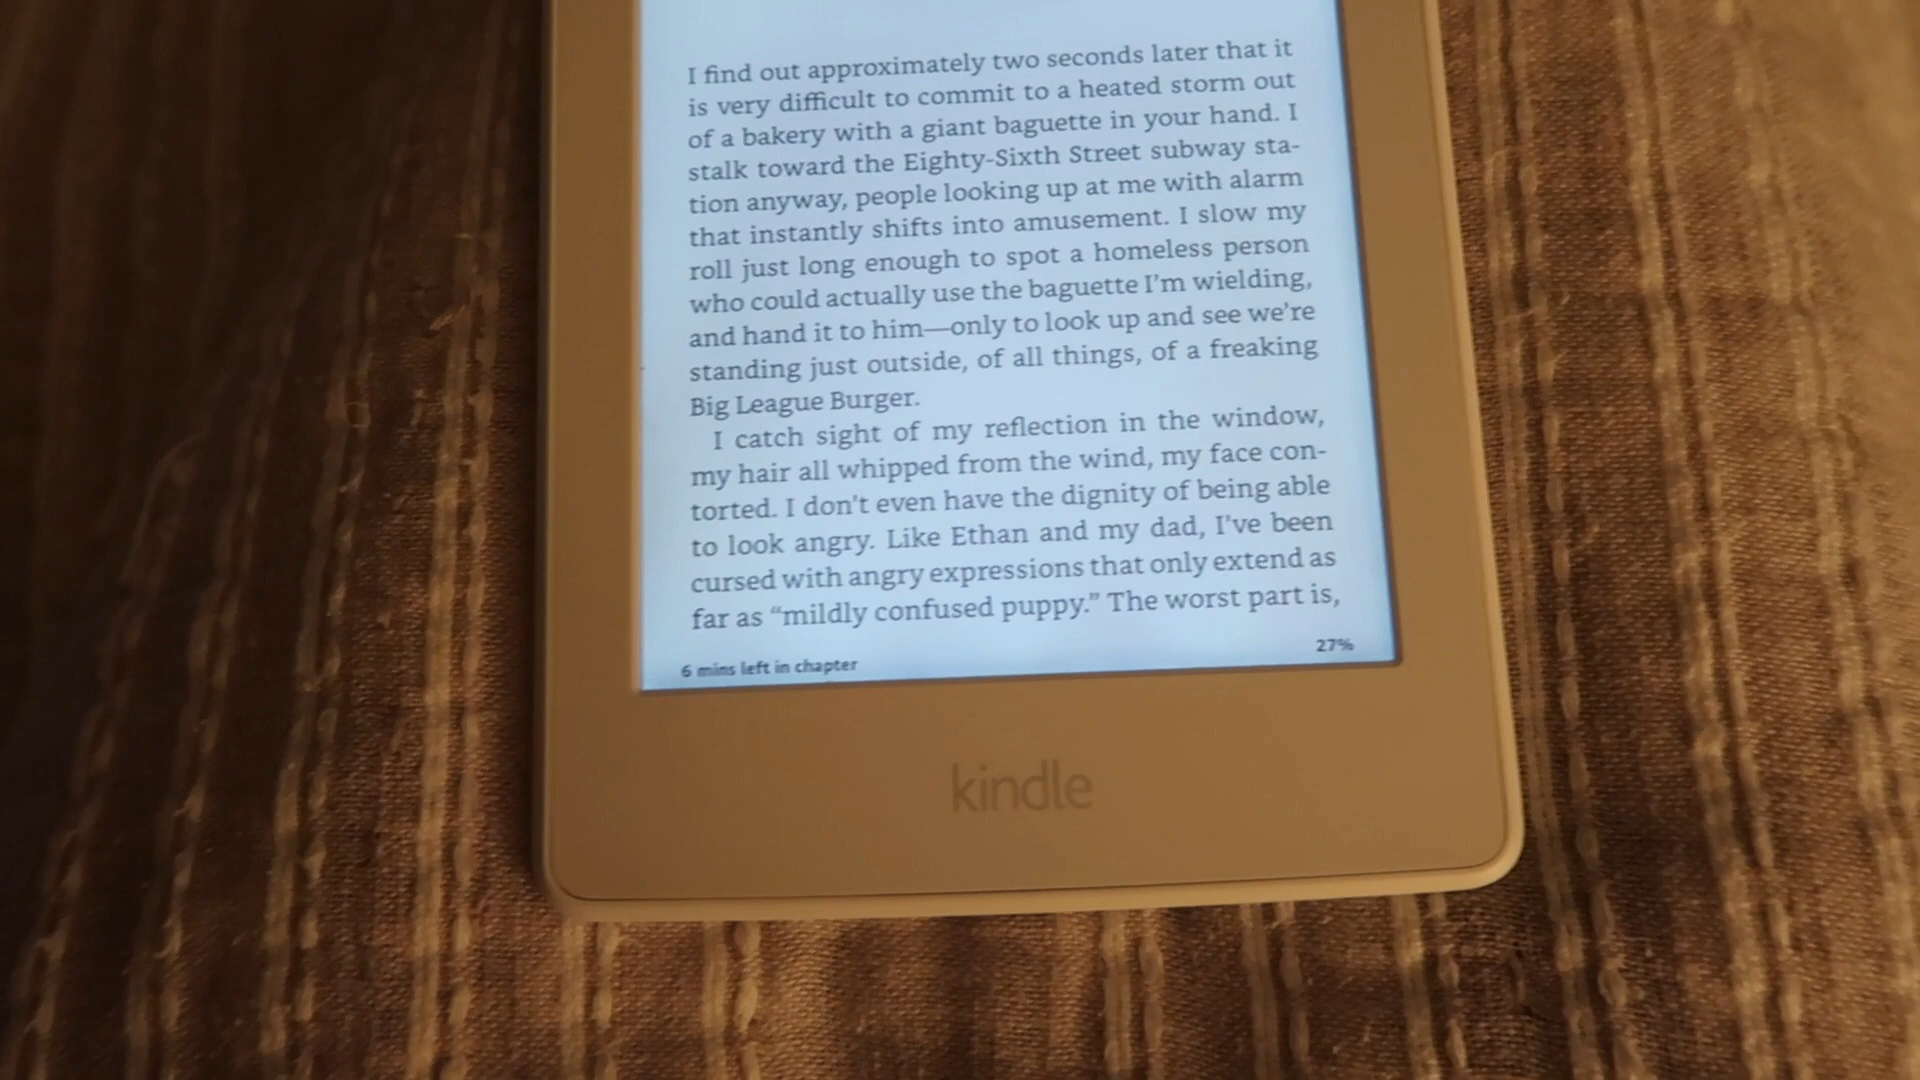 I find out approximately two seconds later that it
is very difficult to commit to a heated storm out
of a bakery with a giant baguette in your hand. I
stalk toward the Eighty-Sixth Street subway sta-
tion anyway, people looking up at me with alarm
that instantly shifts into amusement. I slow my
roll just long enough to spot a homeless person
who could actually use the baguette I’m wielding,
and hand it to him—only to look up and see we’re
standing just outside, of all things, of a freaking
Big League Burger.
I catch sight of my reflection in the window,
my hair all whipped from the wind, my face con-
torted. I don’t even have the dignity of being able
to look angry. Like Ethan and my dad, I’ve been
cursed with angry expressions that only extend as
far as “mildly confused puppy.” The worst part is,
6 mins left in chapter 27%
kindle